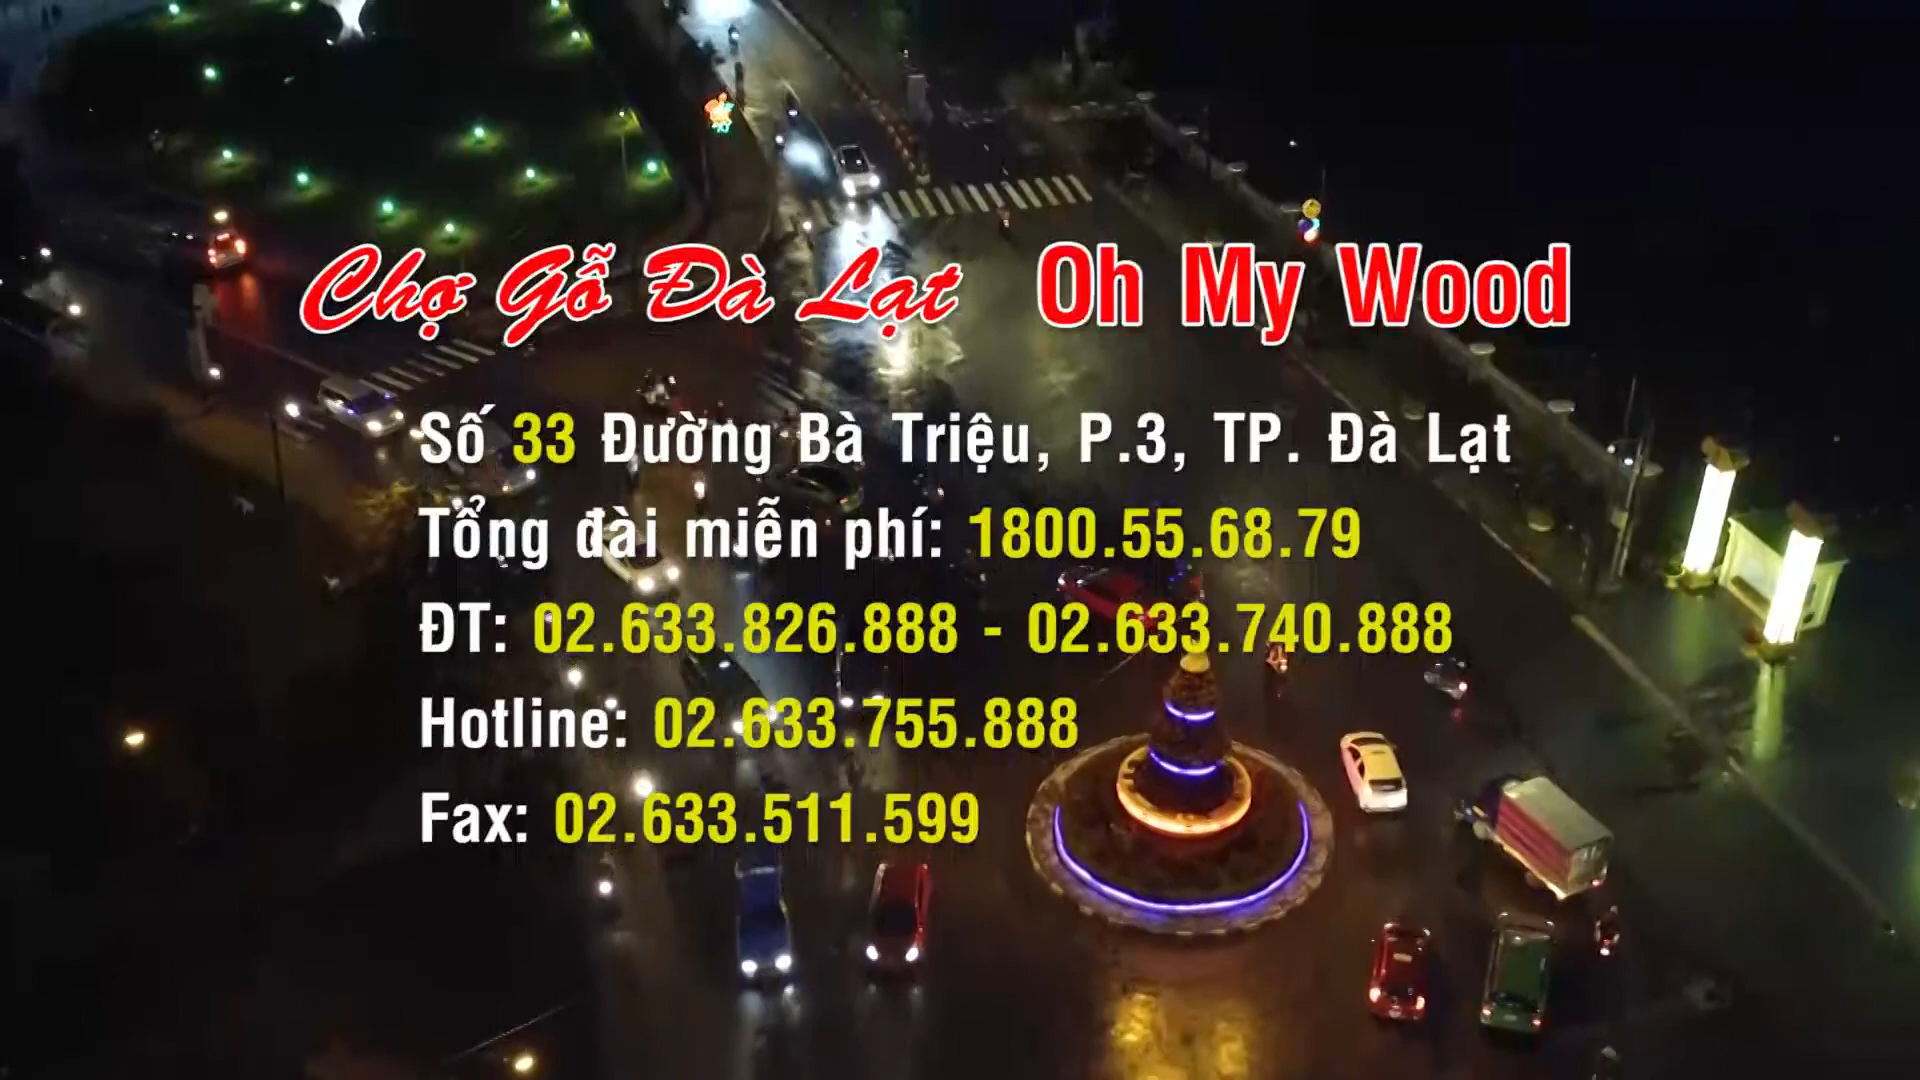 Chợ Gỗ Đà Lạt Oh My Wood
Số 33 Đường Bà Triệu, P.3, TP. Đà Lạt
Tổng đài miễn phí: 1800.55.68.79
ĐT: 02.633.826.888 - 02.633.740.888
Hotline: 02.633.755.888
Fax: 02.633.511.599